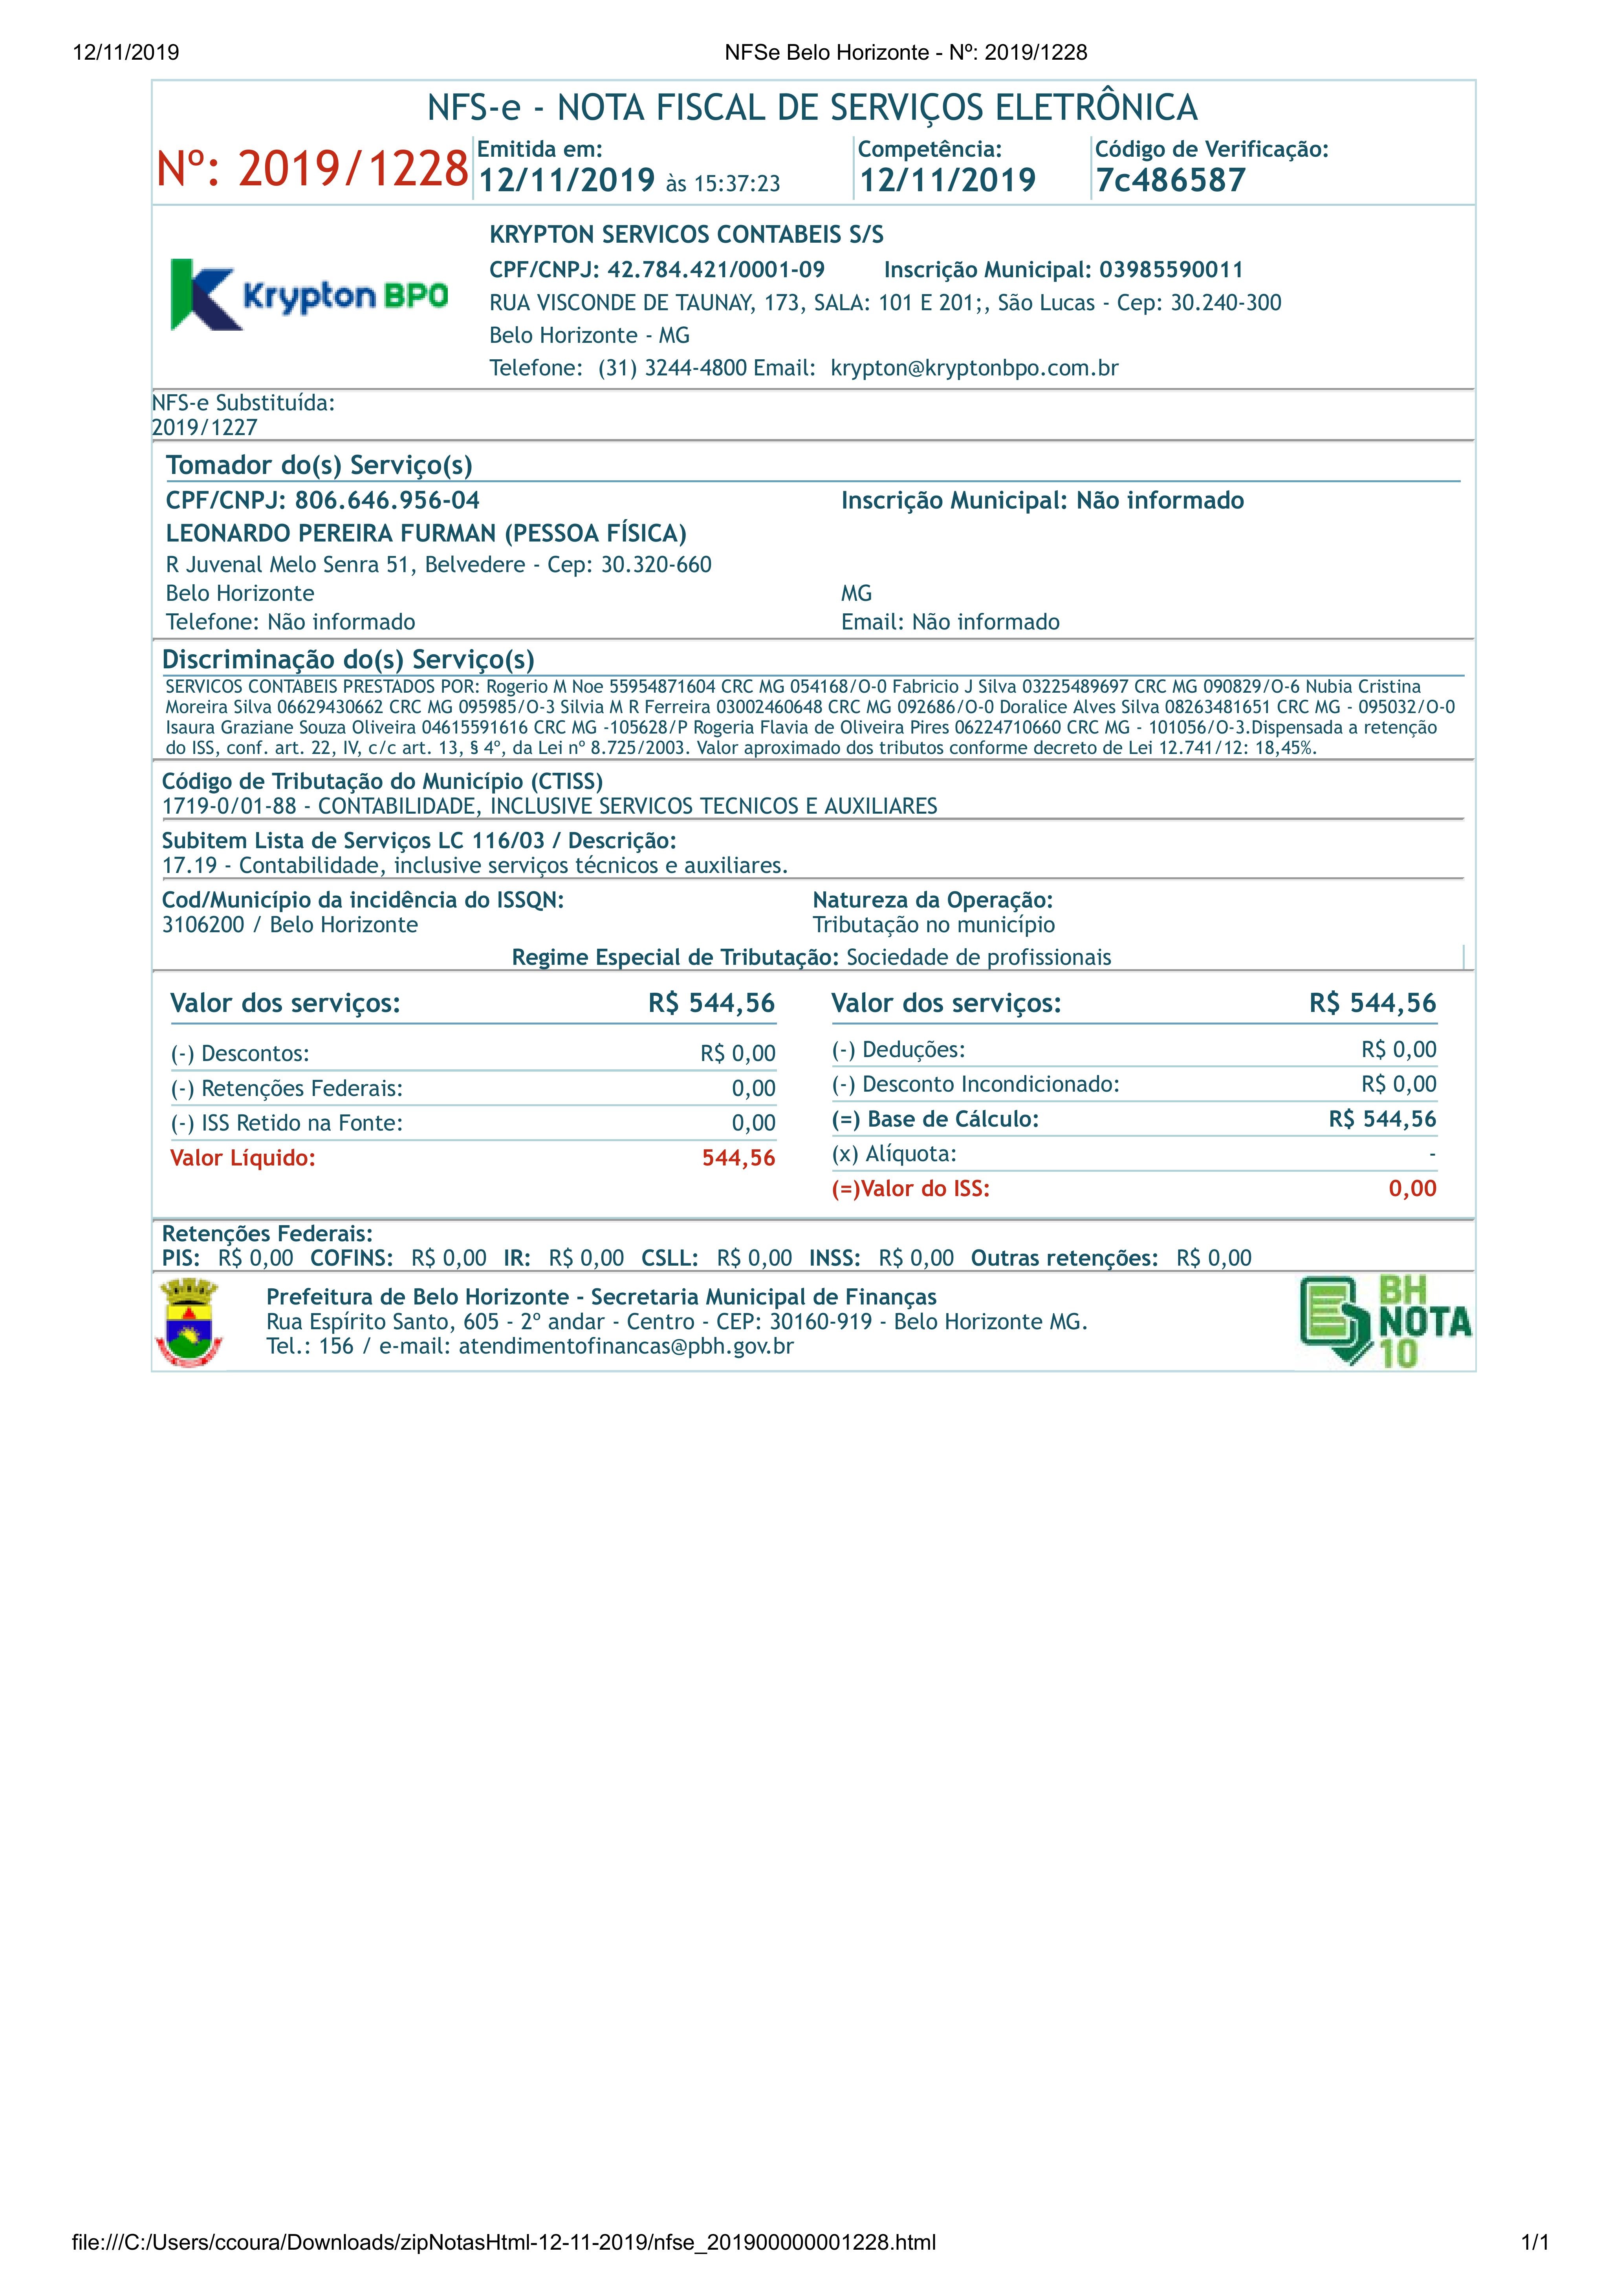 12/11/2019 NFSe Belo Horizonte - Nº: 2019/1228
NFS-e - NOTA FISCAL DE SERVIÇOS ELETRÔNICA
Nº: 2019/1228 Emitida em: Competência: Código de Verificação:
12/11/2019 às 15:37:23 12/11/2019 7c486587
Krypton BPO
KRYPTON SERVICOS CONTABEIS S/S
CPF/CNPJ: 42.784.421/0001-09 Inscrição Municipal: 03985590011
RUA VISCONDE DE TAUNAY, 173, SALA: 101 E 201;, São Lucas - Cep: 30.240-300
Belo Horizonte - MG
Telefone: (31) 3244-4800 Email: krypton@kryptonbpo.com.br
NFS-e Substituída:
2019/1227
Tomador do(s) Serviço(s)
CPF/CNPJ: 806.646.956-04 Inscrição Municipal: Não informado
LEONARDO PEREIRA FURMAN (PESSOA FÍSICA)
R Juvenal Melo Senra 51, Belvedere - Cep: 30.320-660
Belo Horizonte MG
Telefone: Não informado Email: Não informado
Discriminação do(s) Serviço(s)
SERVICOS CONTABEIS PRESTADOS POR: Rogerio M Noe 55954871604 CRC MG 054168/O-0 Fabricio J Silva 03225489697 CRC MG 090829/O-6 Nubia Cristina
Moreira Silva 06629430662 CRC MG 095985/O-3 Silvia M R Ferreira 03002460648 CRC MG 092686/O-0 Doralice Alves Silva 08263481651 CRC MG - 095032/O-0
Isaura Graziane Souza Oliveira 04615591616 CRC MG -105628/P Rogeria Flavia de Oliveira Pires 06224710660 CRC MG - 101056/O-3.Dispensada a retenção
do ISS, conf. art. 22, IV, c/c art. 13, § 4º, da Lei nº 8.725/2003. Valor aproximado dos tributos conforme decreto de Lei 12.741/12: 18,45%.
Código de Tributação do Município (CTISS)
1719-0/01-88 - CONTABILIDADE, INCLUSIVE SERVICOS TECNICOS E AUXILIARES
Subitem Lista de Serviços LC 116/03 / Descrição:
17.19 - Contabilidade, inclusive serviços técnicos e auxiliares.
Cod/Município da incidência do ISSQN: Natureza da Operação:
3106200 / Belo Horizonte Tributação no município
Regime Especial de Tributação: Sociedade de profissionais
Valor dos serviços: R$ 544,56 Valor dos serviços: R$ 544,56
(-) Descontos: R$ 0,00 (-) Deduções: R$ 0,00
(-) Retenções Federais: 0,00 (-) Desconto Incondicionado: R$ 0,00
(-) ISS Retido na Fonte: 0,00 (=) Base de Cálculo: R$ 544,56
Valor Líquido: 544,56 (x) Alíquota: -
(=)Valor do ISS: 0,00
Retenções Federais:
PIS: R$ 0,00 COFINS: R$ 0,00 IR: R$ 0,00 CSLL: R$ 0,00 INSS: R$ 0,00 Outras retenções: R$ 0,00
Prefeitura de Belo Horizonte - Secretaria Municipal de Finanças
Rua Espírito Santo, 605 - 2º andar - Centro - CEP: 30160-919 - Belo Horizonte MG.
Tel.: 156 / e-mail: atendimentofinancas@pbh.gov.br
BH
NOTA
10
file:///C:/Users/ccoura/Downloads/zipNotasHtml-12-11-2019/nfse_201900000001228.html 1/1